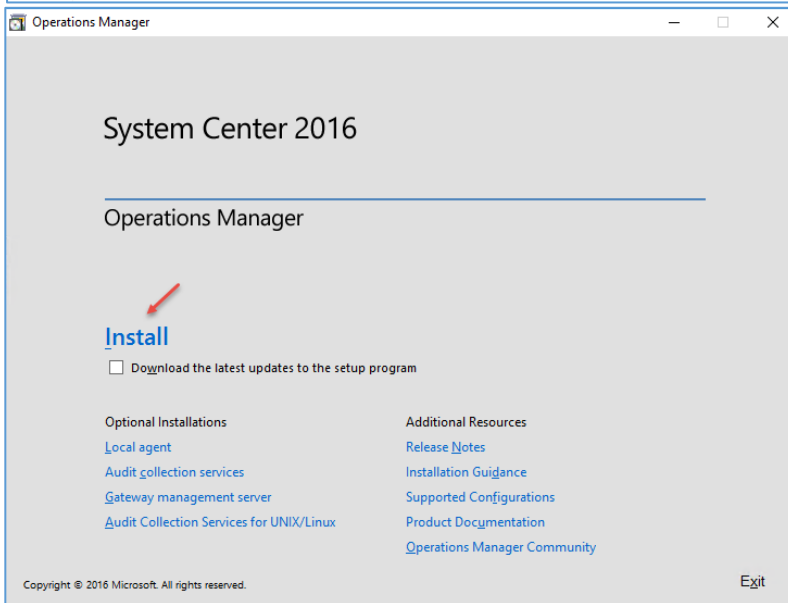 Operations Manager
System Center 2016
Operations Manager
Install
Download the latest updates to the setup program
Optional Installations
Local agent
Audit collection services
Gateway management server
Audit Collection Services for UNIX/Linux
Additional Resources
Release Notes
Installation Guidance
Supported Configurations
Product Documentation
Operations Manager Community
Copyright © 2016 Microsoft. All rights reserved.
Exit